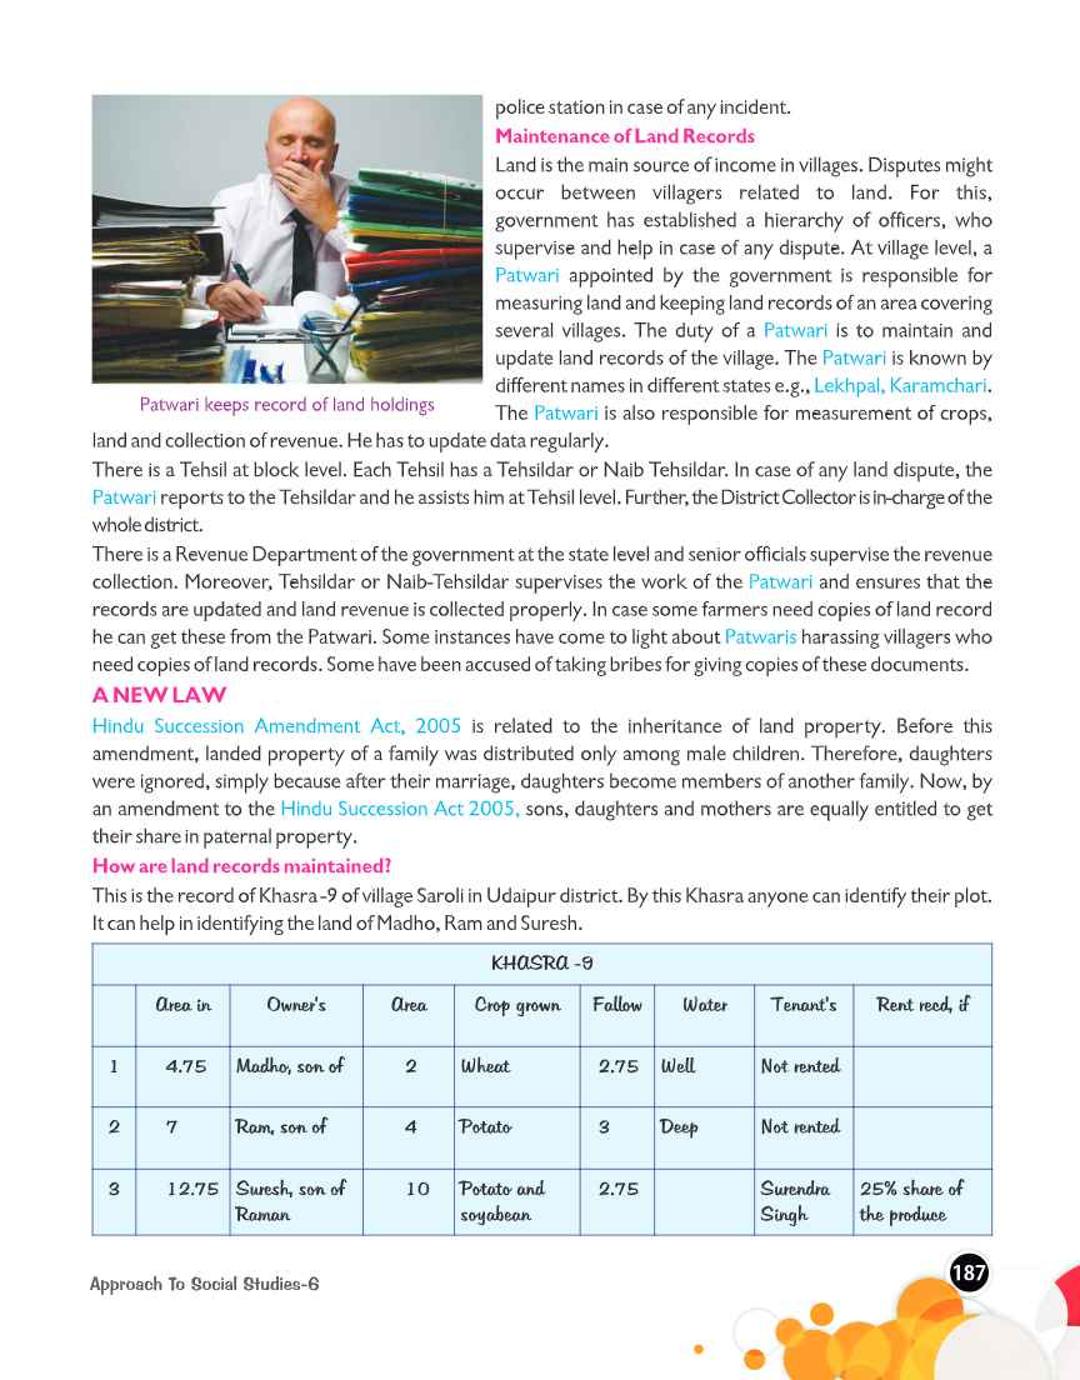 police station in case of any incident.
Maintenance of Land Records
Land is the main source of income in villages. Disputes might
occur between villagers related to land. For this,
government has established a hierarchy of officers, who
supervise and help in case of any dispute. At village level, a
Patwari appointed by the government is responsible for
measuring land and keeping land records of an area covering
several villages. The duty of a Patwari is to maintain and
update land records of the village. The Patwari is known by
different names in different states e.g., Lekhpal, Karamchari.
Patwari keeps record of land holdings
The Patwari is also responsible for measurement of crops,
land and collection of revenue. He has to update data regularly.
There is a Tehsil at block level. Each Tehsil has a Tehsildar or Naib Tehsildar. In case of any land dispute, the
Patwari reports to the Tehsildar and he assists him at Tehsil level. Further, the District Collector is in-charge of the
whole district.
There is a Revenue Department of the government at the state level and senior officials supervise the revenue
collection. Moreover, Tehsildar or Naib-Tehsildar supervises the work of the Patwari and ensures that the
records are updated and land revenue is collected properly. In case some farmers need copies of land record
he can get these from the Patwari. Some instances have come to light about Patwaris harassing villagers who
need copies of land records. Some have been accused of taking bribes for giving copies of these documents.
A NEW LAW
Hindu Succession Amendment Act, 2005 is related to the inheritance of land property. Before this
amendment, landed property of a family was distributed only among male children. Therefore, daughters
were ignored, simply because after their marriage, daughters become members of another family. Now, by
an amendment to the Hindu Succession Act 2005, sons, daughters and mothers are equally entitled to get
their share in paternal property.
How are land records maintained?
This is the record of Khasra-9 of village Saroli in Udaipur district. By this Khasra anyone can identify their plot.
It can help in identifying the land of Madho, Ram and Suresh.
KHASRA -9
Area in Owner's Area Crop grown Fallow Water Tenant's Rent recd, if
1 4.75 Madho, son of 2 Wheat 2.75 Well Not rented
2 7 Ram, son of 4 Potato 3 Deep Not rented
3 12.75 Suresh, son of 10 Potato and 2.75 Surendra 25% share of
Raman soyabean Singh the produce
187
Approach To Social Studies-6